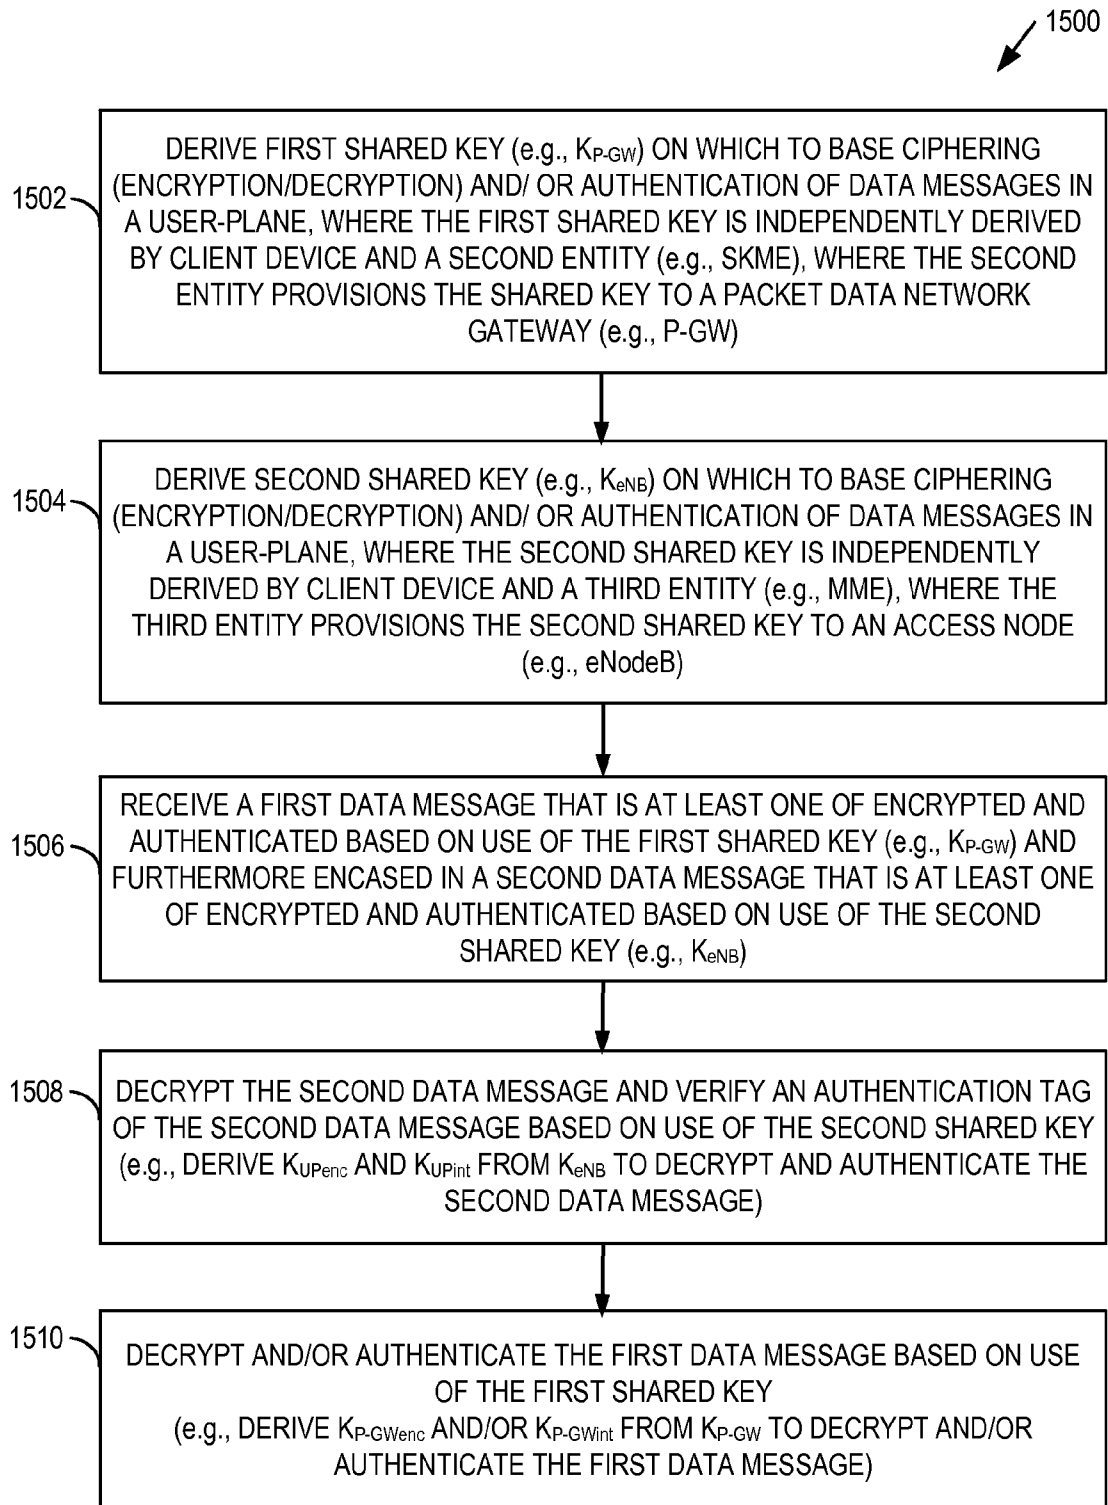 1500
1502
DERIVE FIRST SHARED KEY (e.g., KP-GW) ON WHICH TO BASE CIPHERING
(ENCRYPTION/DECRYPTION) AND/ OR AUTHENTICATION OF DATA MESSAGES IN
A USER-PLANE, WHERE THE FIRST SHARED KEY IS INDEPENDENTLY DERIVED
BY CLIENT DEVICE AND A SECOND ENTITY (e.g., SKME), WHERE THE SECOND
ENTITY PROVISIONS THE SHARED KEY TO A PACKET DATA NETWORK
GATEWAY (e.g., P-GW)
1504
DERIVE SECOND SHARED KEY (e.g., KeNB) ON WHICH TO BASE CIPHERING
(ENCRYPTION/DECRYPTION) AND/ OR AUTHENTICATION OF DATA MESSAGES IN
A USER-PLANE, WHERE THE SECOND SHARED KEY IS INDEPENDENTLY
DERIVED BY CLIENT DEVICE AND A THIRD ENTITY (e.g., MME), WHERE THE
THIRD ENTITY PROVISIONS THE SECOND SHARED KEY TO AN ACCESS NODE
(e.g., eNodeB)
1506
RECEIVE A FIRST DATA MESSAGE THAT IS AT LEAST ONE OF ENCRYPTED AND
AUTHENTICATED BASED ON USE OF THE FIRST SHARED KEY (e.g., KP-GW) AND
FURTHERMORE ENCASED IN A SECOND DATA MESSAGE THAT IS AT LEAST ONE
OF ENCRYPTED AND AUTHENTICATED BASED ON USE OF THE SECOND
SHARED KEY (e.g., KeNB)
1508
DECRYPT THE SECOND DATA MESSAGE AND VERIFY AN AUTHENTICATION TAG
OF THE SECOND DATA MESSAGE BASED ON USE OF THE SECOND SHARED KEY
(e.g., DERIVE KUPenc AND KUPint FROM KeNB TO DECRYPT AND AUTHENTICATE THE
SECOND DATA MESSAGE)
1510
DECRYPT AND/OR AUTHENTICATE THE FIRST DATA MESSAGE BASED ON USE
OF THE FIRST SHARED KEY
(e.g., DERIVE KP-GWenc AND/OR KP-GWint FROM KP-GW TO DECRYPT AND/OR
AUTHENTICATE THE FIRST DATA MESSAGE)